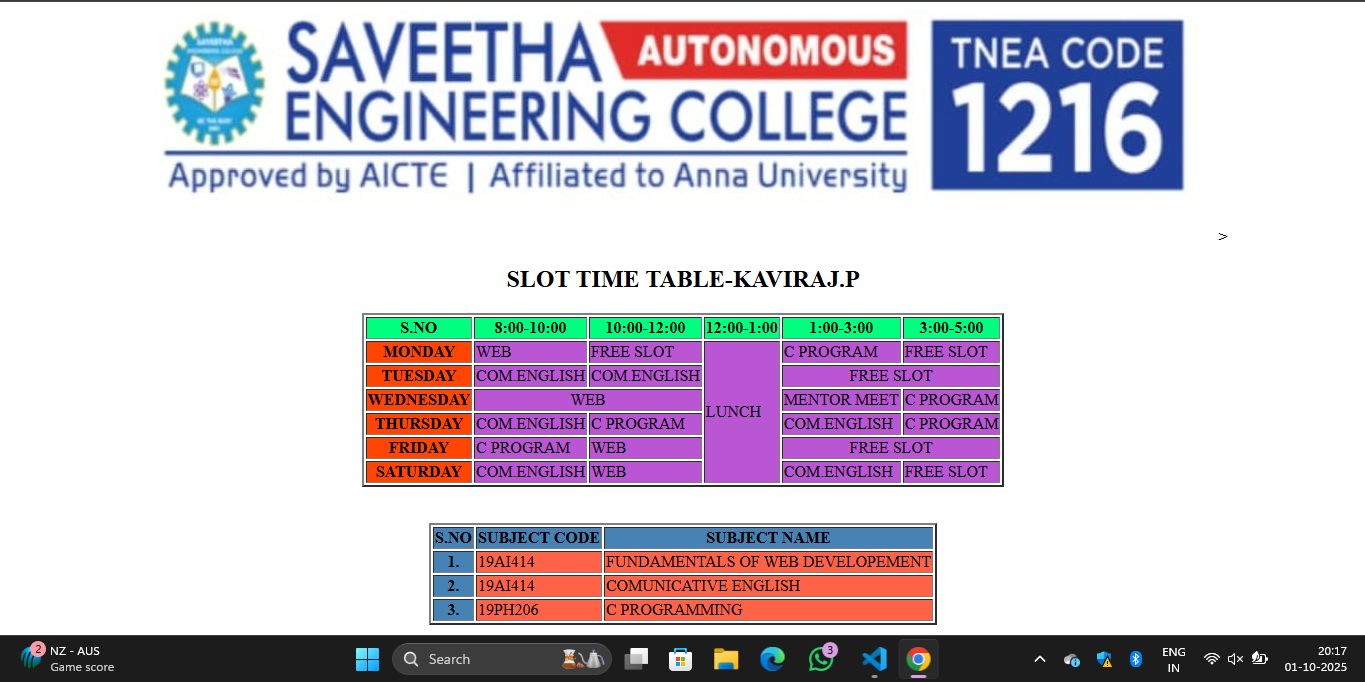 SAVEETHA AUTONOMOUS
ENGINEERING COLLEGE
Approved by AICTE | Affiliated to Anna University
TNEA CODE
1216
>
SLOT TIME TABLE-KAVIRAJ.P
S.NO 8:00-10:00 10:00-12:00 12:00-1:00 1:00-3:00 3:00-5:00
MONDAY WEB FREE SLOT LUNCH C PROGRAM FREE SLOT
TUESDAY COM.ENGLISH COM.ENGLISH FREE SLOT
WEDNESDAY WEB MENTOR MEET C PROGRAM
THURSDAY COM.ENGLISH C PROGRAM COM.ENGLISH C PROGRAM
FRIDAY C PROGRAM WEB FREE SLOT
SATURDAY COM.ENGLISH WEB COM.ENGLISH FREE SLOT
S.NO SUBJECT CODE SUBJECT NAME
1. 19AI414 FUNDAMENTALS OF WEB DEVELOPEMENT
2. 19AI414 COMUNICATIVE ENGLISH
3. 19PH206 C PROGRAMMING
2 NZ - AUS
Game score
Search
3
ENG
IN
20:17
01-10-2025